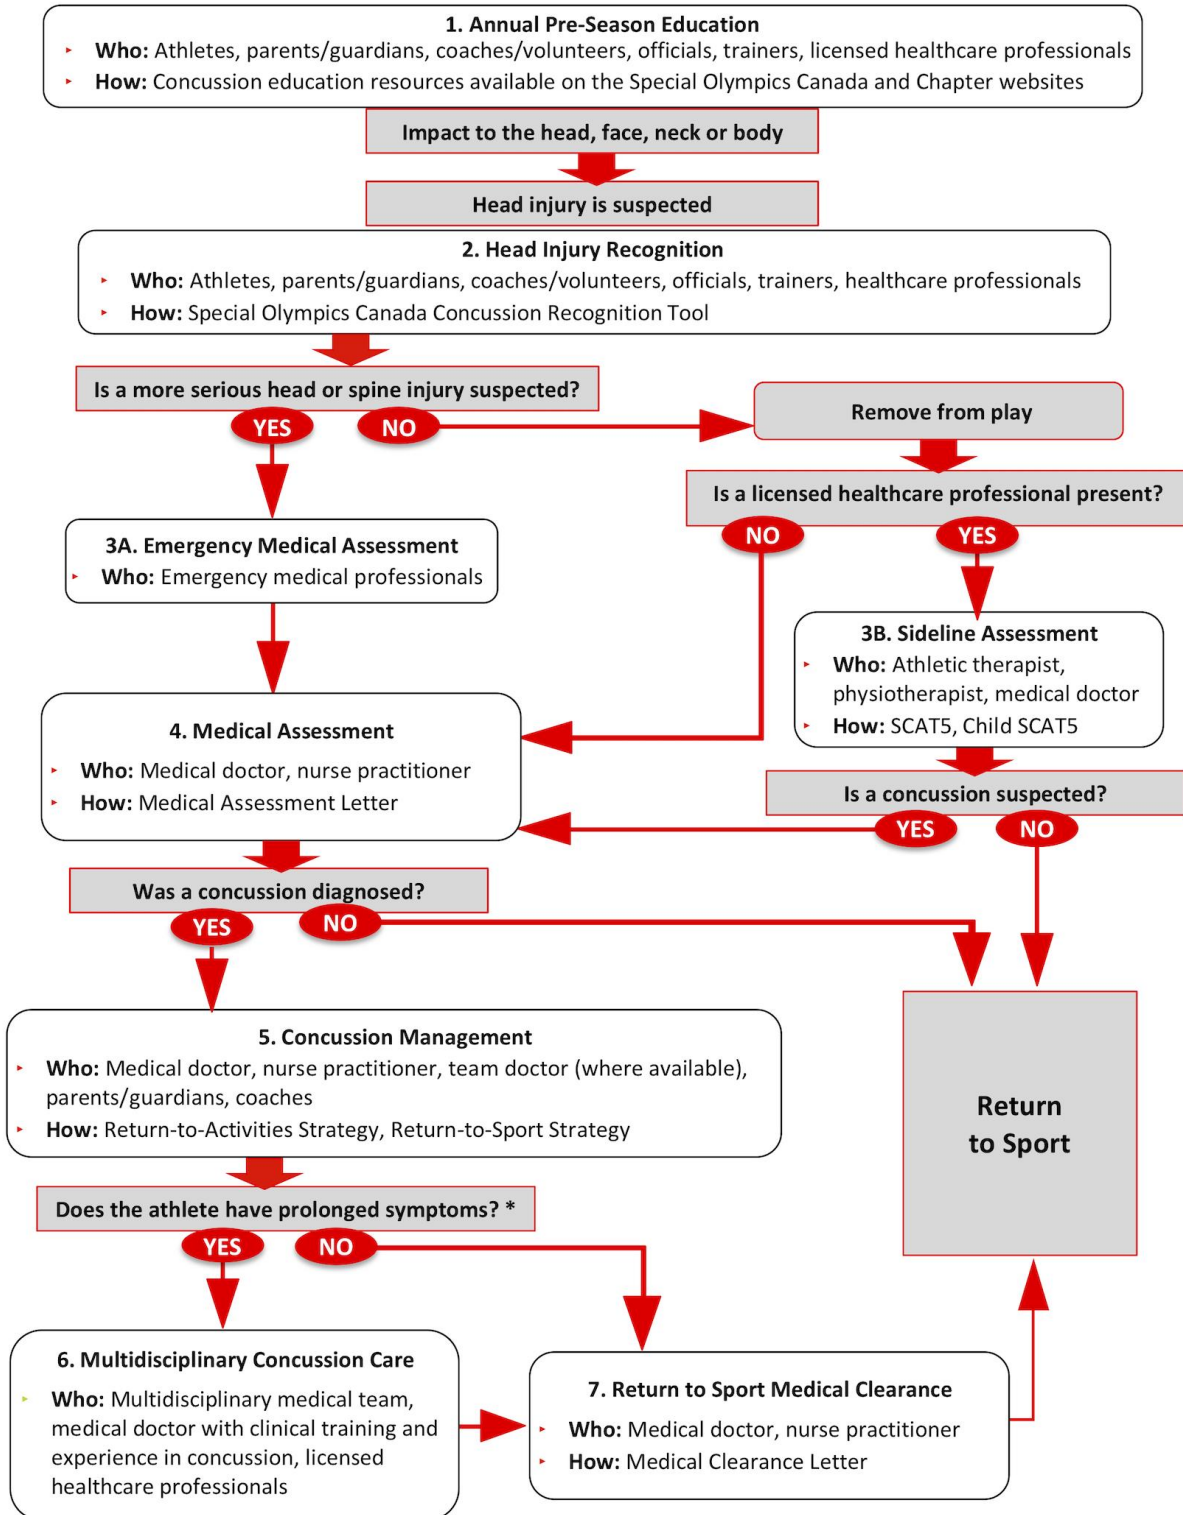 1. Annual Pre-Season Education
Who: Athletes, parents/guardians, coaches/volunteers, officials, trainers, licensed healthcare professionals
How: Concussion education resources available on the Special Olympics Canada and Chapter websites
Impact to the head, face, neck or body
Head injury is suspected
2. Head Injury Recognition
Who: Athletes, parents/guardians, coaches/volunteers, officials, trainers, healthcare professionals
How: Special Olympics Canada Concussion Recognition Tool
Is a more serious head or spine injury suspected?
YES
NO
Remove from play
Is a licensed healthcare professional present?
NO
YES
3A. Emergency Medical Assessment
Who: Emergency medical professionals
3B. Sideline Assessment
Who: Athletic therapist,
physiotherapist, medical doctor
How: SCAT5, Child SCAT5
4. Medical Assessment
Who: Medical doctor, nurse practitioner
How: Medical Assessment Letter
Is a concussion suspected?
YES
NO
Was a concussion diagnosed?
YES
NO
5. Concussion Management
Who: Medical doctor, nurse practitioner, team doctor (where available),
parents/guardians, coaches
How: Return-to-Activities Strategy, Return-to-Sport Strategy
Return
to Sport
Does the athlete have prolonged symptoms? *
YES
NO
6. Multidisciplinary Concussion Care
Who: Multidisciplinary medical team,
medical doctor with clinical training and
experience in concussion, licensed
healthcare professionals
7. Return to Sport Medical Clearance
Who: Medical doctor, nurse practitioner
How: Medical Clearance Letter